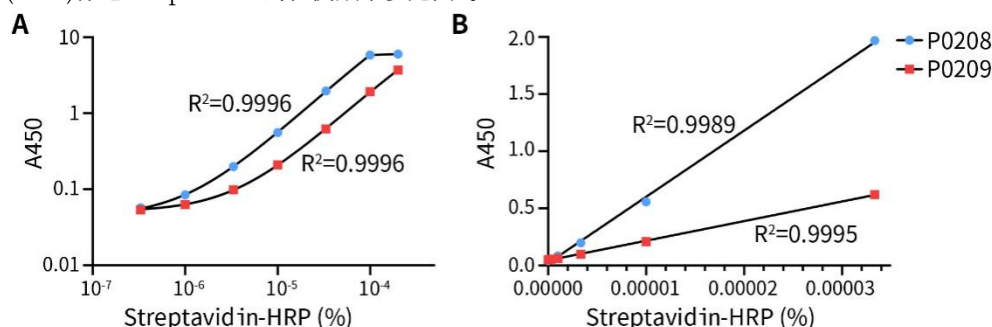 A
B
10
1
0.1
0.01
A450
R²=0.9996
R²=0.9996
10⁻⁷
10⁻⁶
10⁻⁵
10⁻⁴
Streptavidin-HRP (%)
2.0
1.5
1.0
0.5
0.0
A450
R²=0.9989
R²=0.9995
0.00000
0.00001
0.00002
0.00003
Streptavidin-HRP (%)
P0208
P0209